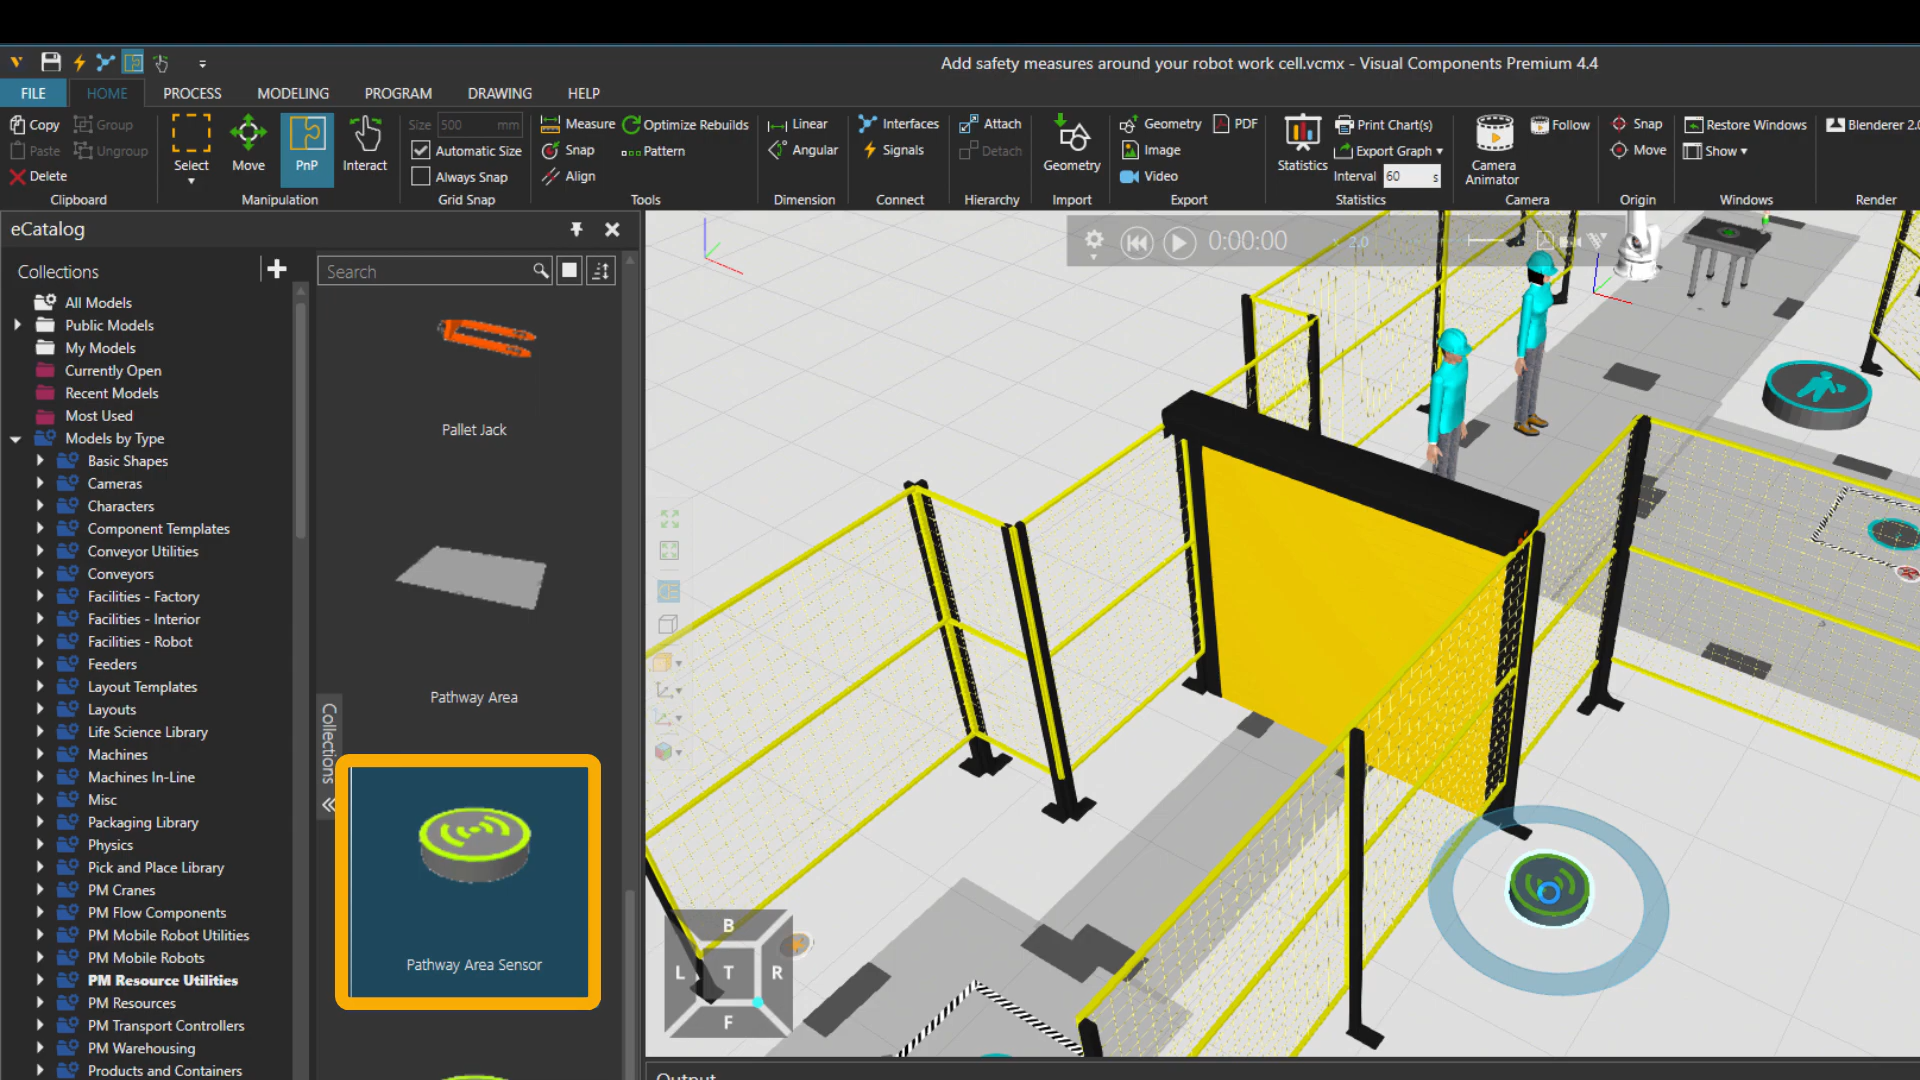 Add safety measures around your robot work cell.vcmx - Visual Components Premium 4.4
FILE HOME PROCESS MODELING PROGRAM DRAWING HELP
Copy Group
Paste Ungroup
Delete
Clipboard
Select Move PnP Interact
Manipulation
Size 500 mm
Automatic Size
Always Snap
Grid Snap
Measure Optimize Rebuilds
Snap Pattern
Align
Tools
Linear
Angular
Dimension
Interfaces
Signals
Connect
Attach
Detach
Hierarchy
Geometry
Import
Geometry PDF
Image
Video
Export
Statistics
Print Chart(s)
Export Graph
Interval 60 s
Statistics
Camera Animator
Follow
Camera
Snap
Move
Origin
Restore Windows
Show
Windows
Blenderer 2.0
Render
eCatalog
Collections
Search
All Models
Public Models
My Models
Currently Open
Recent Models
Most Used
Models by Type
Basic Shapes
Cameras
Characters
Component Templates
Conveyor Utilities
Conveyors
Facilities - Factory
Facilities - Interior
Facilities - Robot
Feeders
Layout Templates
Layouts
Life Science Library
Machines
Machines In-Line
Misc
Packaging Library
Physics
Pick and Place Library
PM Cranes
PM Flow Components
PM Mobile Robot Utilities
PM Mobile Robots
PM Resource Utilities
PM Resources
PM Transport Controllers
PM Warehousing
Products and Containers
Collections
Pallet Jack
Pathway Area
Pathway Area Sensor
0:00:00
x 2.0
B
L T R
F
Output